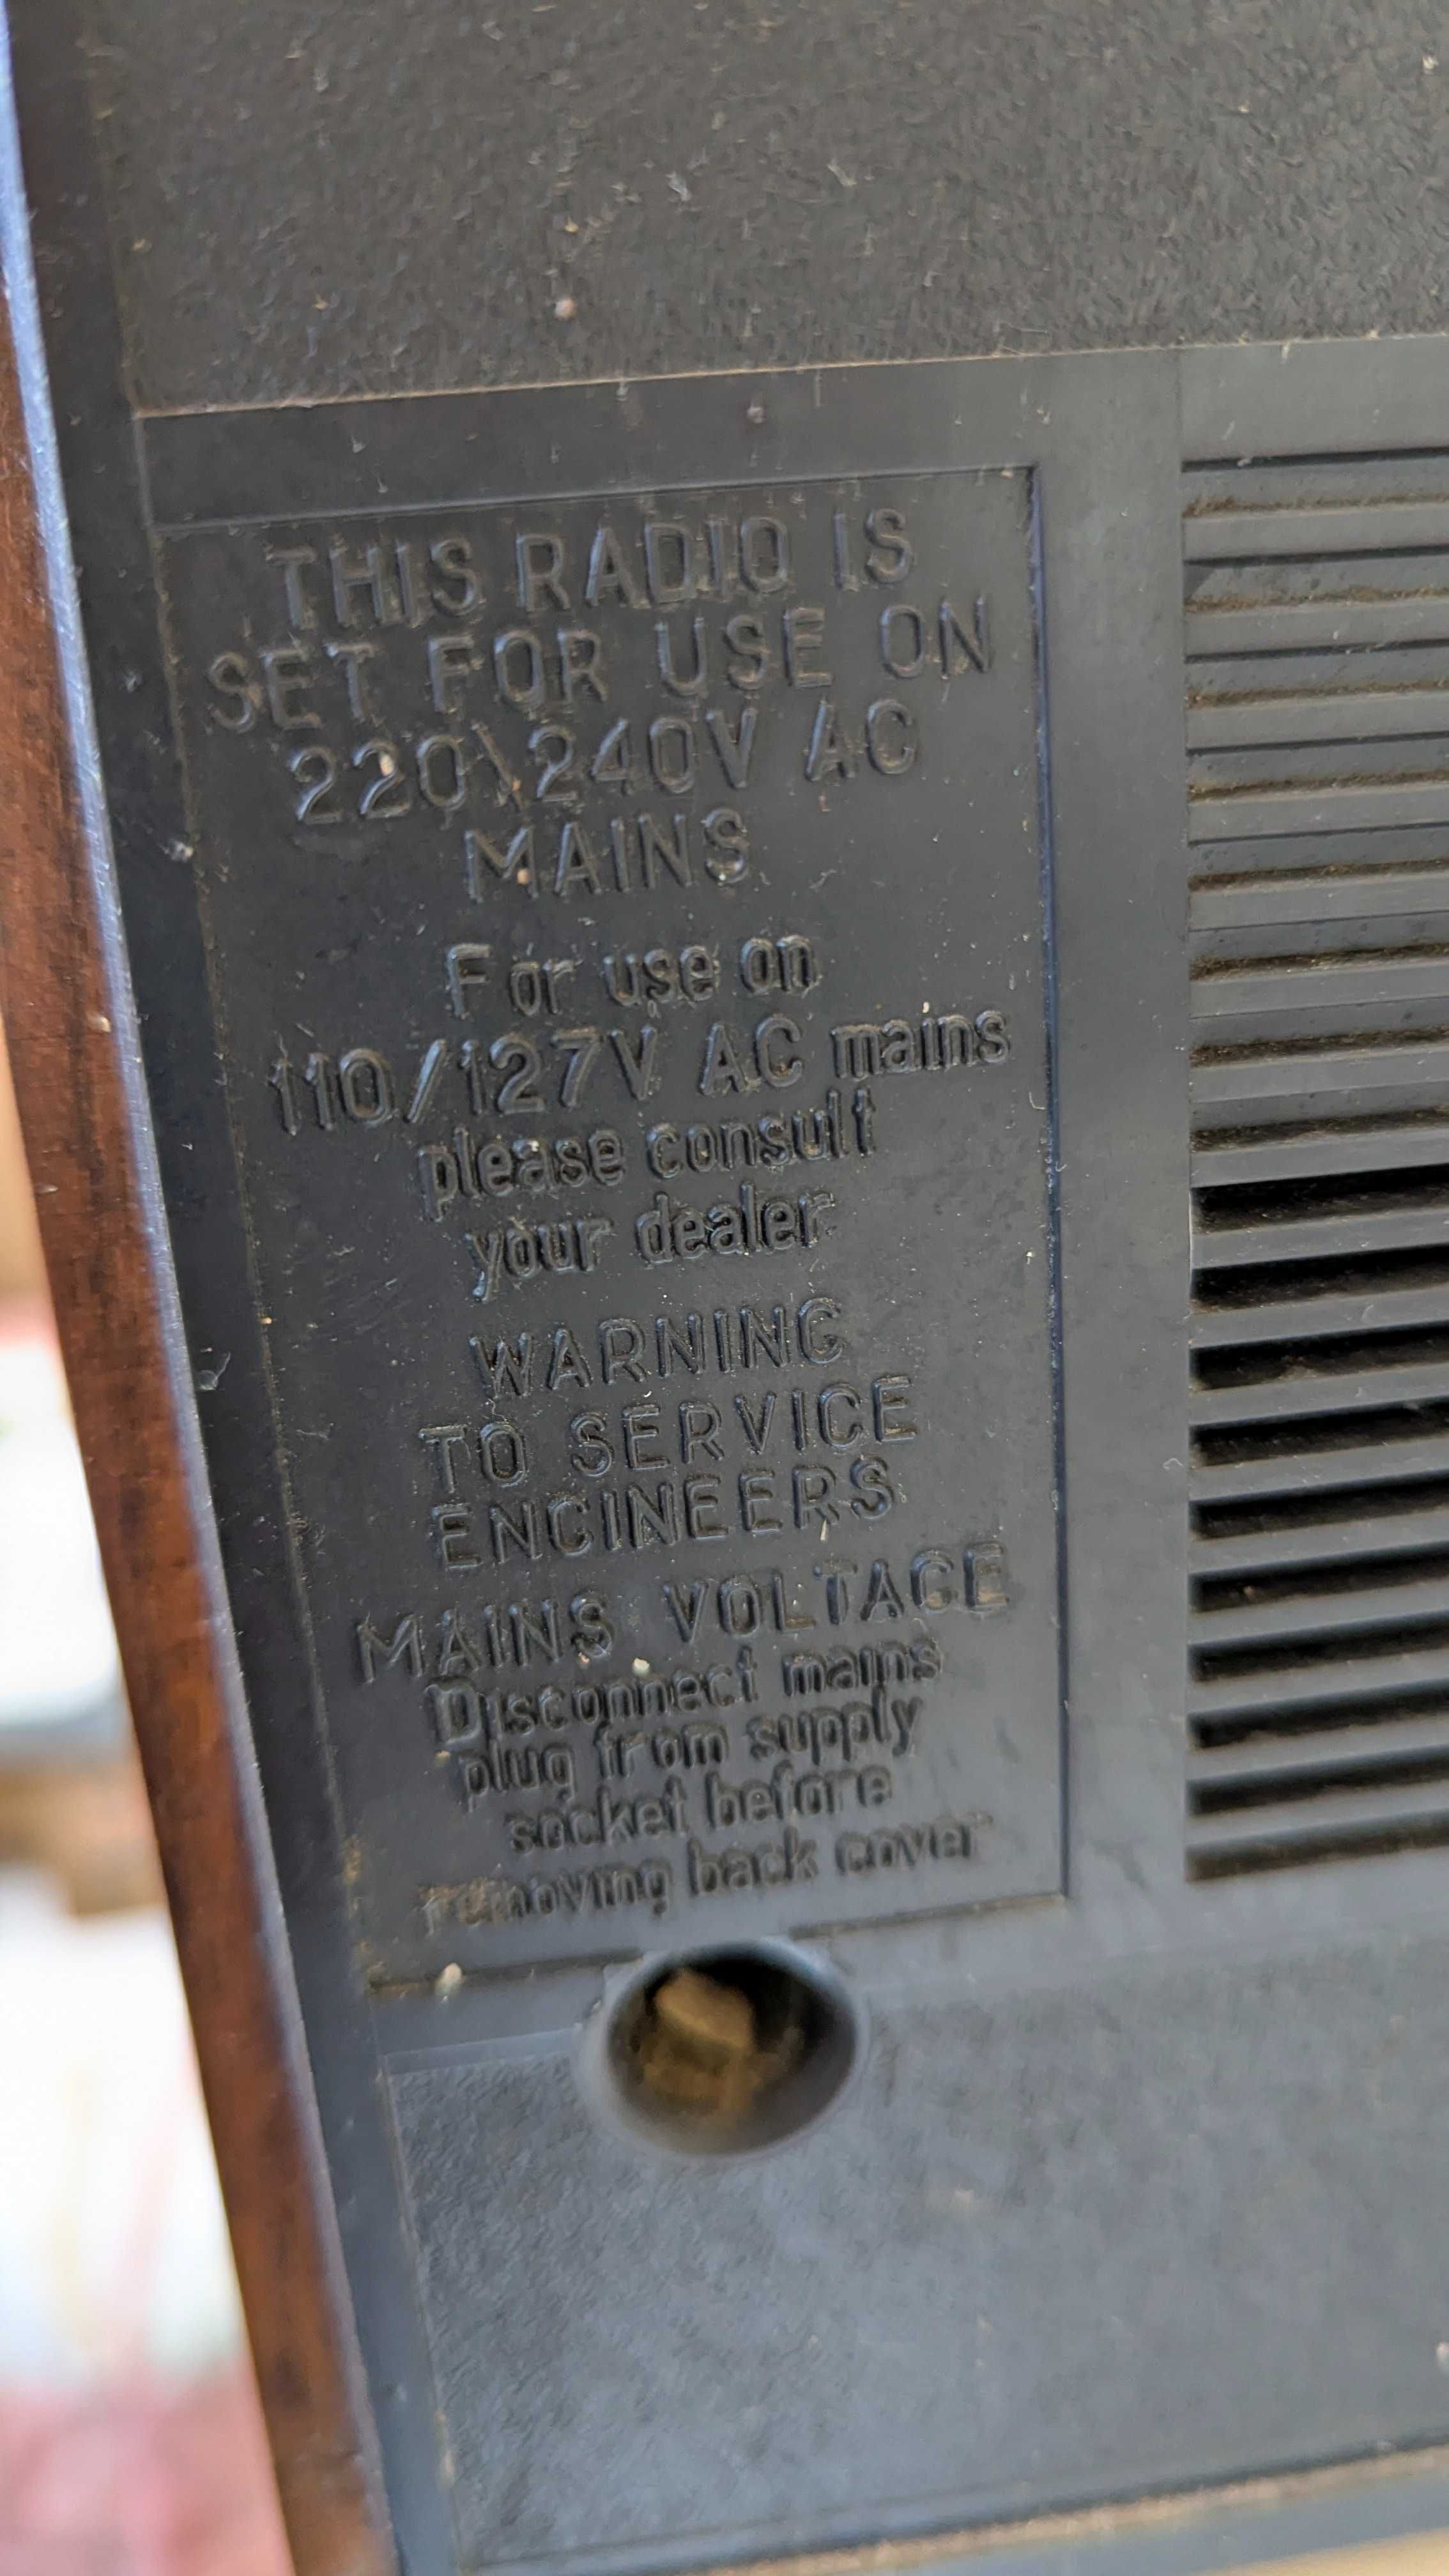 THIS RADIO IS
SET FOR USE ON
220\240V AC
MAINS
For use on
110/127V AC mains
please consult
your dealer
WARNING
TO SERVICE
ENGINEERS
MAINS VOLTAGE
Disconnect mains
plug from supply
socket before
removing back cover